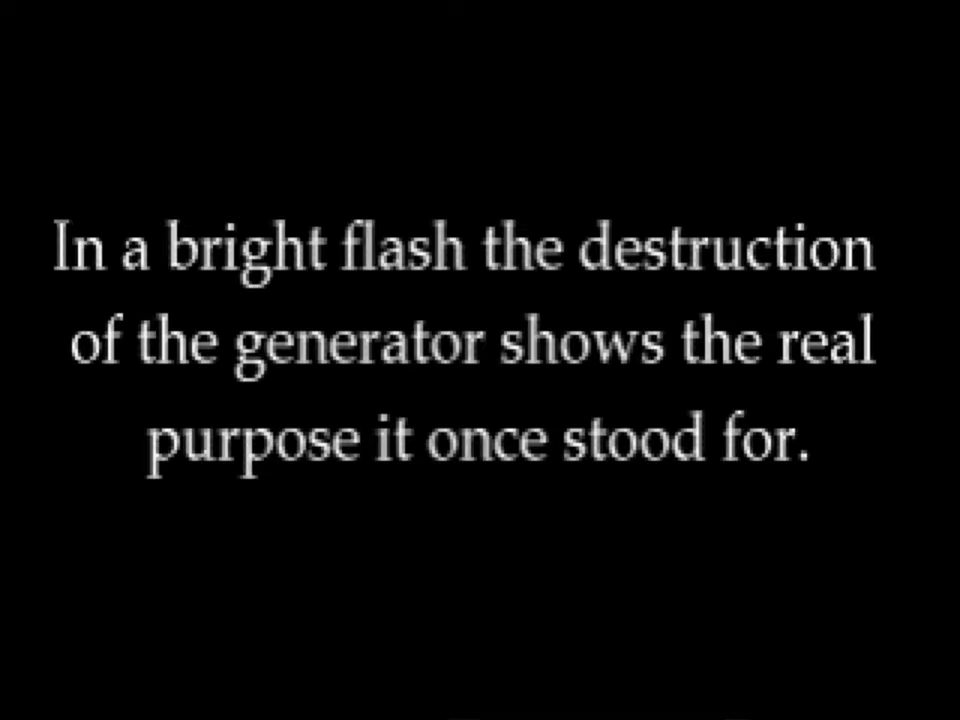 In a bright flash the destruction
of the generator shows the real
purpose it once stood for.